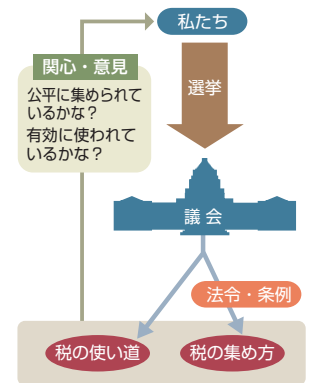 私たち
関心・意見
公平に集められて
いるかな？
有効に使われて
いるかな？
選挙
議会
法令・条例
税の使い道
税の集め方